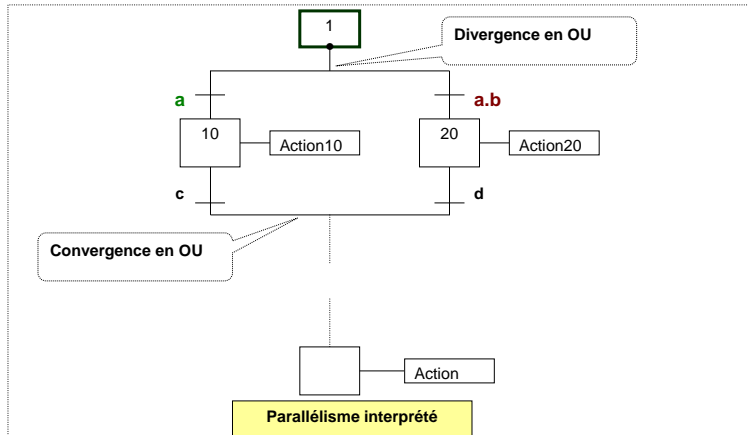 1
Divergence en OU
a
a.b
10
Action10
20
Action20
c
d
Convergence en OU
Action
Parallélisme interprété